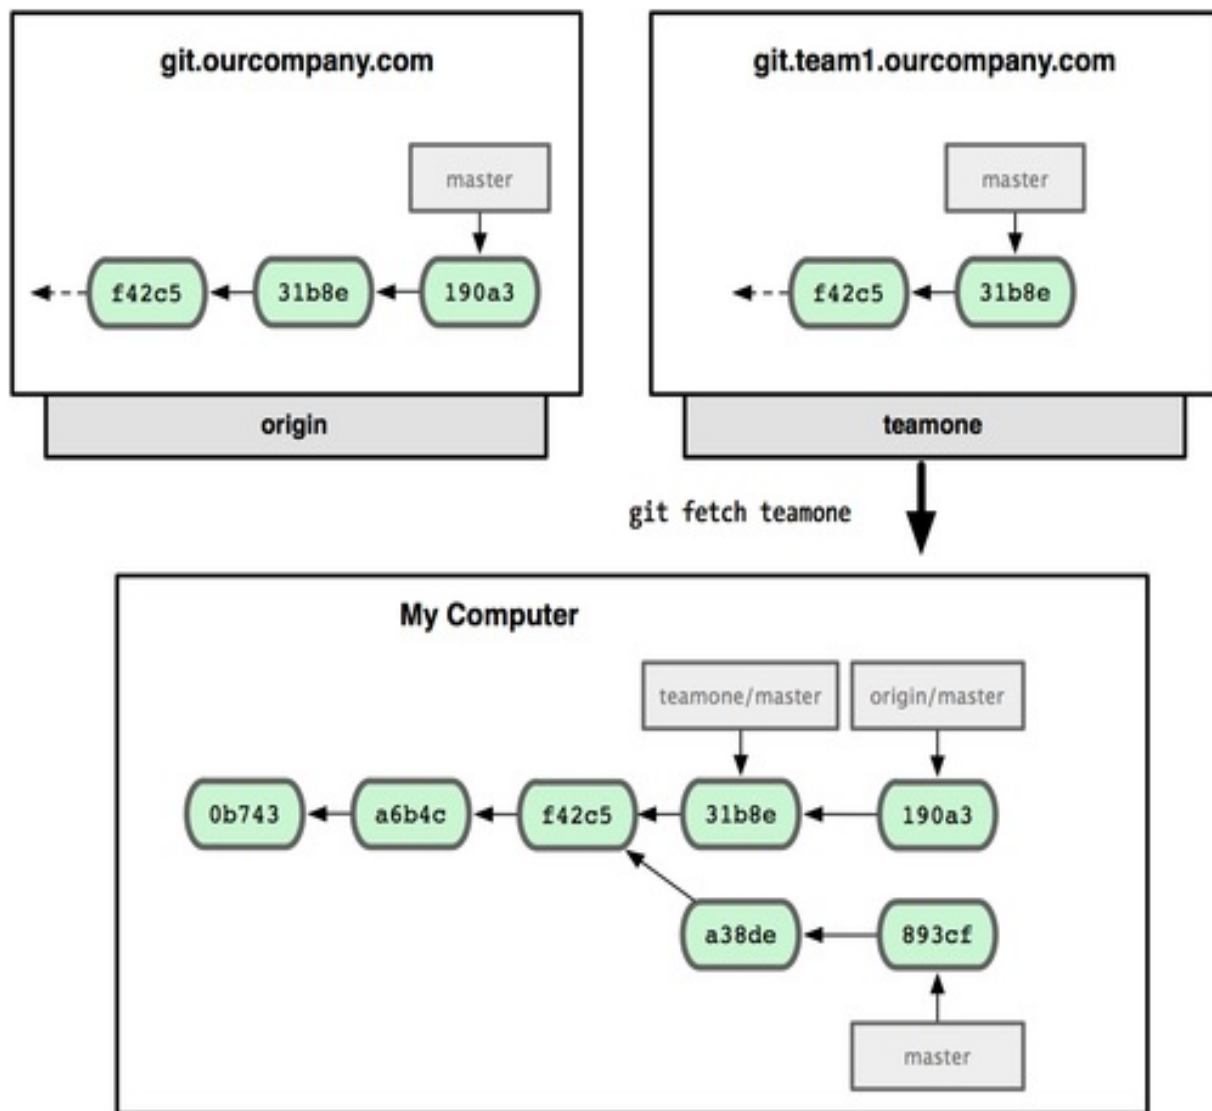 git.ourcompany.com
master
f42c5 31b8e 190a3
origin
git.team1.ourcompany.com
master
f42c5 31b8e
teamone
git fetch teamone
My Computer
teamone/master origin/master
0b743 a6b4c f42c5 31b8e 190a3
a38de 893cf
master